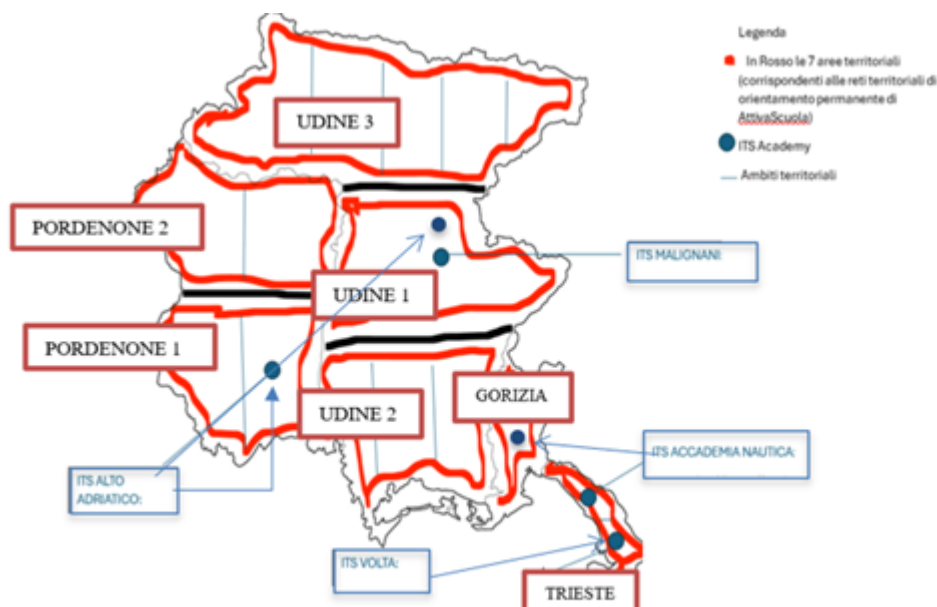 Legenda
In Rosso le 7 aree territoriali
(corrispondenti alle reti territoriali di
orientamento permanente di
AttivaScuola)
ITS Academy
Ambiti territoriali
UDINE 3
PORDENONE 2
ITS MALIGNANI:
UDINE 1
PORDENONE 1
GORIZIA
UDINE 2
ITS ACCADEMIA NAUTICA:
ITS ALTO
ADRIATICO:
ITS VOLTA:
TRIESTE